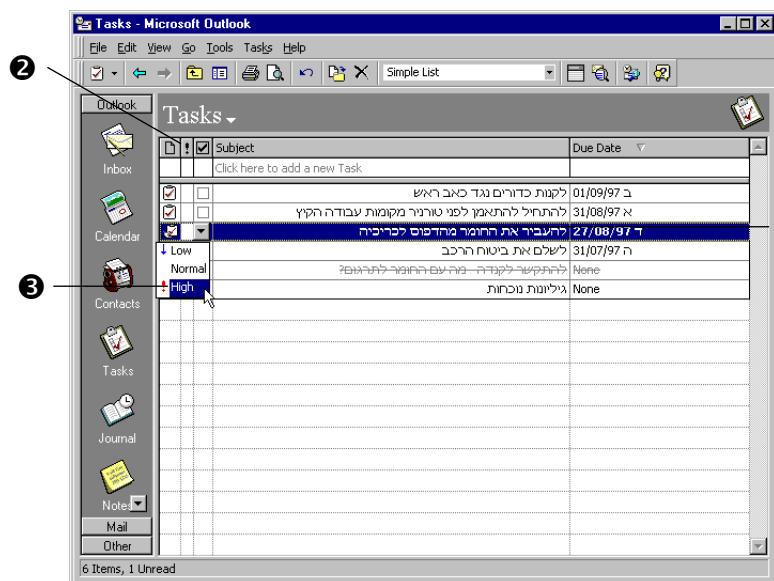 Tasks - Microsoft Outlook
File Edit View Go Tools Tasks Help
Simple List
❷
Outlook
Tasks
! Subject Due Date
Click here to add a new Task
לקנות כדורים נגד כאב ראש ב 01/09/97
להתחיל להתאמן לפני טורניר מקומות עבודה הקיץ א 31/08/97
להעביר את החומר מהדפוס לכריכיה ד 27/08/97
לשלם את ביטוח הרכב ה 31/07/97
להתקשר לקנדה - מה עם החומר לתרגום? None
גיליונות נוכחות None
Low
Normal
❸
! High
Inbox
Calendar
Contacts
Tasks
Journal
Notes
Mail
Other
6 Items, 1 Unread